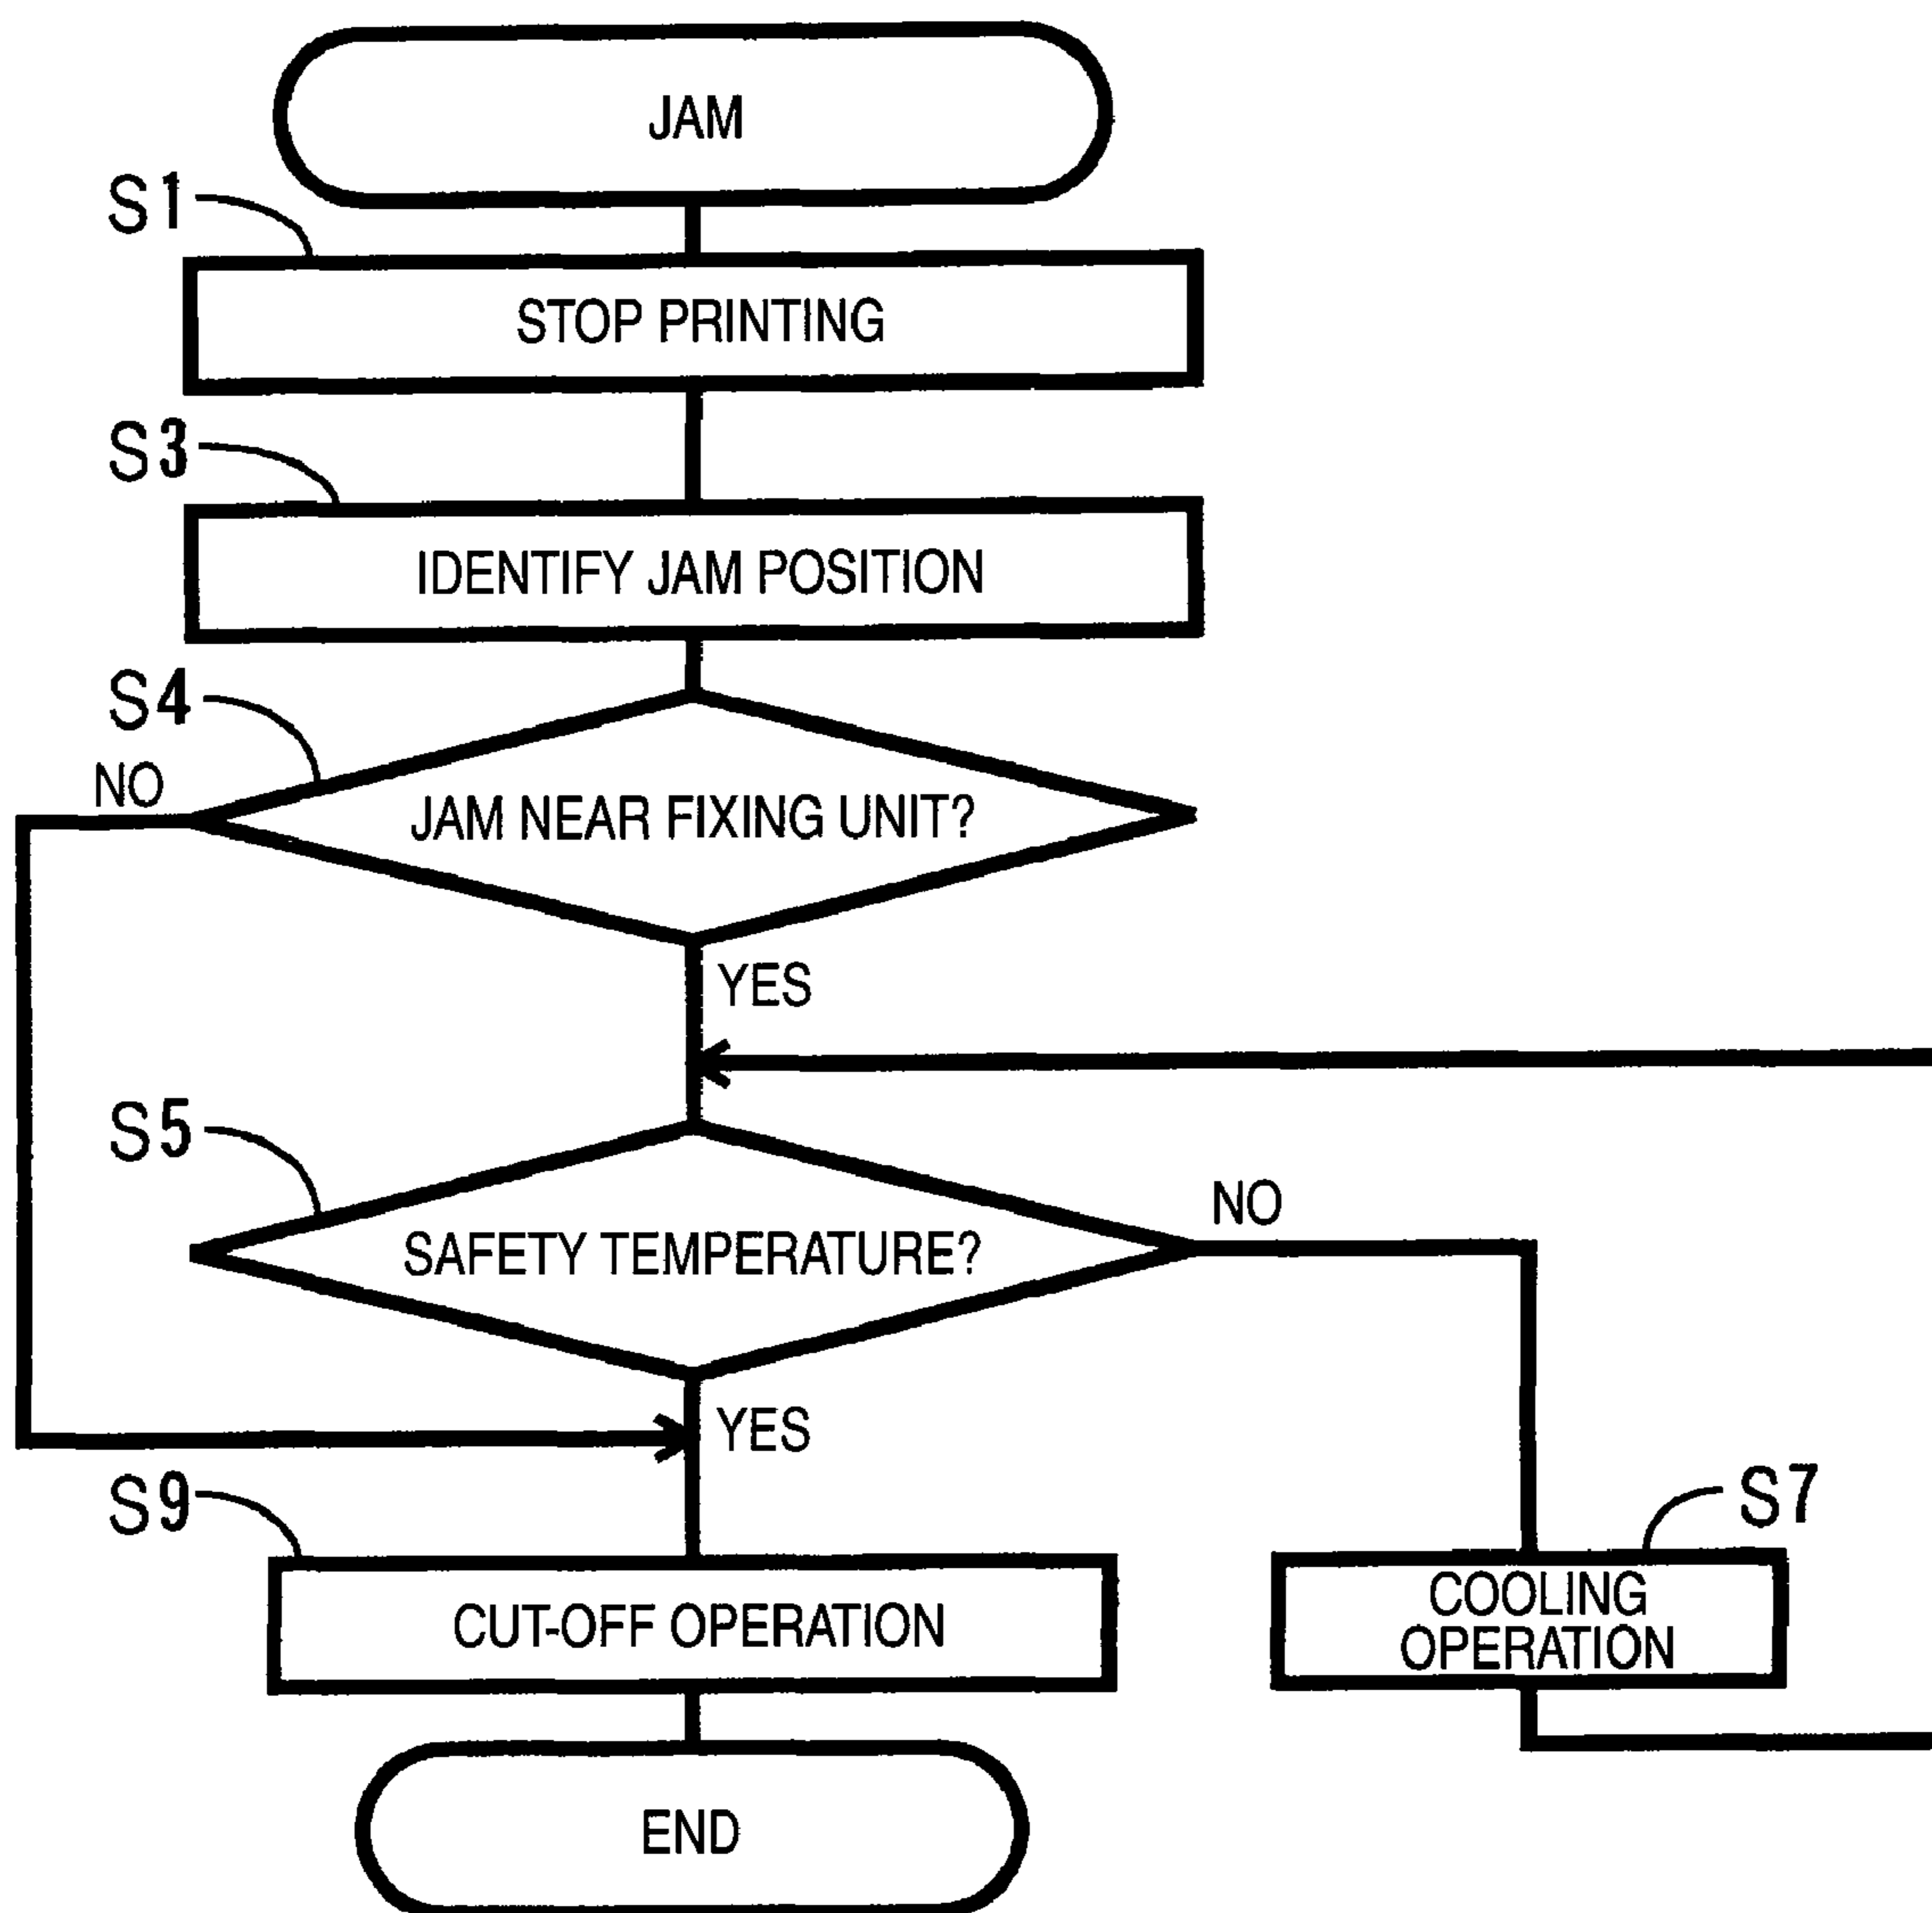 JAM
S1
STOP PRINTING
S3
IDENTIFY JAM POSITION
S4
NO
JAM NEAR FIXING UNIT?
YES
S5
NO
SAFETY TEMPERATURE?
YES
S9
S7
CUT-OFF OPERATION
COOLING
OPERATION
END